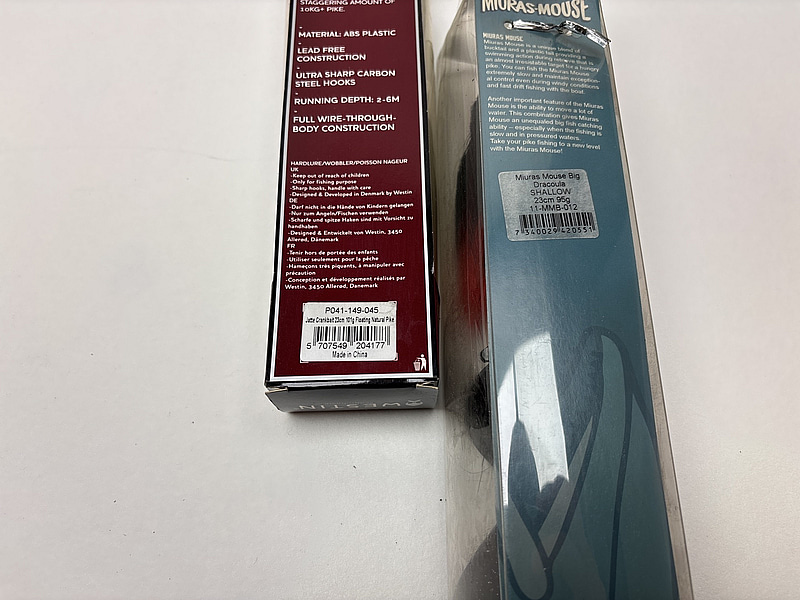 STAGGERING AMOUNT OF
10KG+ PIKE.
-
MATERIAL: ABS PLASTIC
-
LEAD FREE
CONSTRUCTION
-
ULTRA SHARP CARBON
STEEL HOOKS
-
RUNNING DEPTH: 2-6M
-
FULL WIRE-THROUGH-
BODY CONSTRUCTION
HARDLURE/WOBBLER/POISSON NAGEUR
UK
-Keep out of reach of children
-Only for fishing purpose
-Sharp hooks, handle with care
-Designed & Developed in Denmark by Westin
DE
-Darf nicht in die Hände von Kindern gelangen
-Nur zum Angeln/Fischen verwenden
-Scharfe und spitze Haken sind mit Vorsicht zu
handhaben
-Designed & Entwickelt von Westin, 3450
Allerød, Dänemark
FR
-Tenir hors de portée des enfants
-Utiliser seulement pour la pêche
-Hameçons très piquants, à manipuler avec
précaution
-Conception et développement réalisés par
Westin, 3450 Allerød, Danemark
P041-149-045
Jätte Crankbait 23cm 101g Floating Natural Pike
5 707549 204177
Made in China
WESTIN
MIURAS-MOUSE
MIURAS MOUSE
Miuras Mouse is a unique blend of
bucktail and a plastic tail providing a
swimming action during retrieve that is
an almost irresistable target for a hungry
pike. You can fish the Miuras Mouse
extremely slow and maintain exception-
al control even during windy conditions
and fast drift fishing with the boat.
Another important feature of the Miuras
Mouse is the ability to move a lot of
water. This combination gives Miuras
Mouse an unequaled big fish catching
ability – especially when the fishing is
slow and in pressured waters.
Take your pike fishing to a new level
with the Miuras Mouse!
Miuras Mouse Big
Dracoula
SHALLOW
23cm 95g
11-MMB-012
7 340029 420551